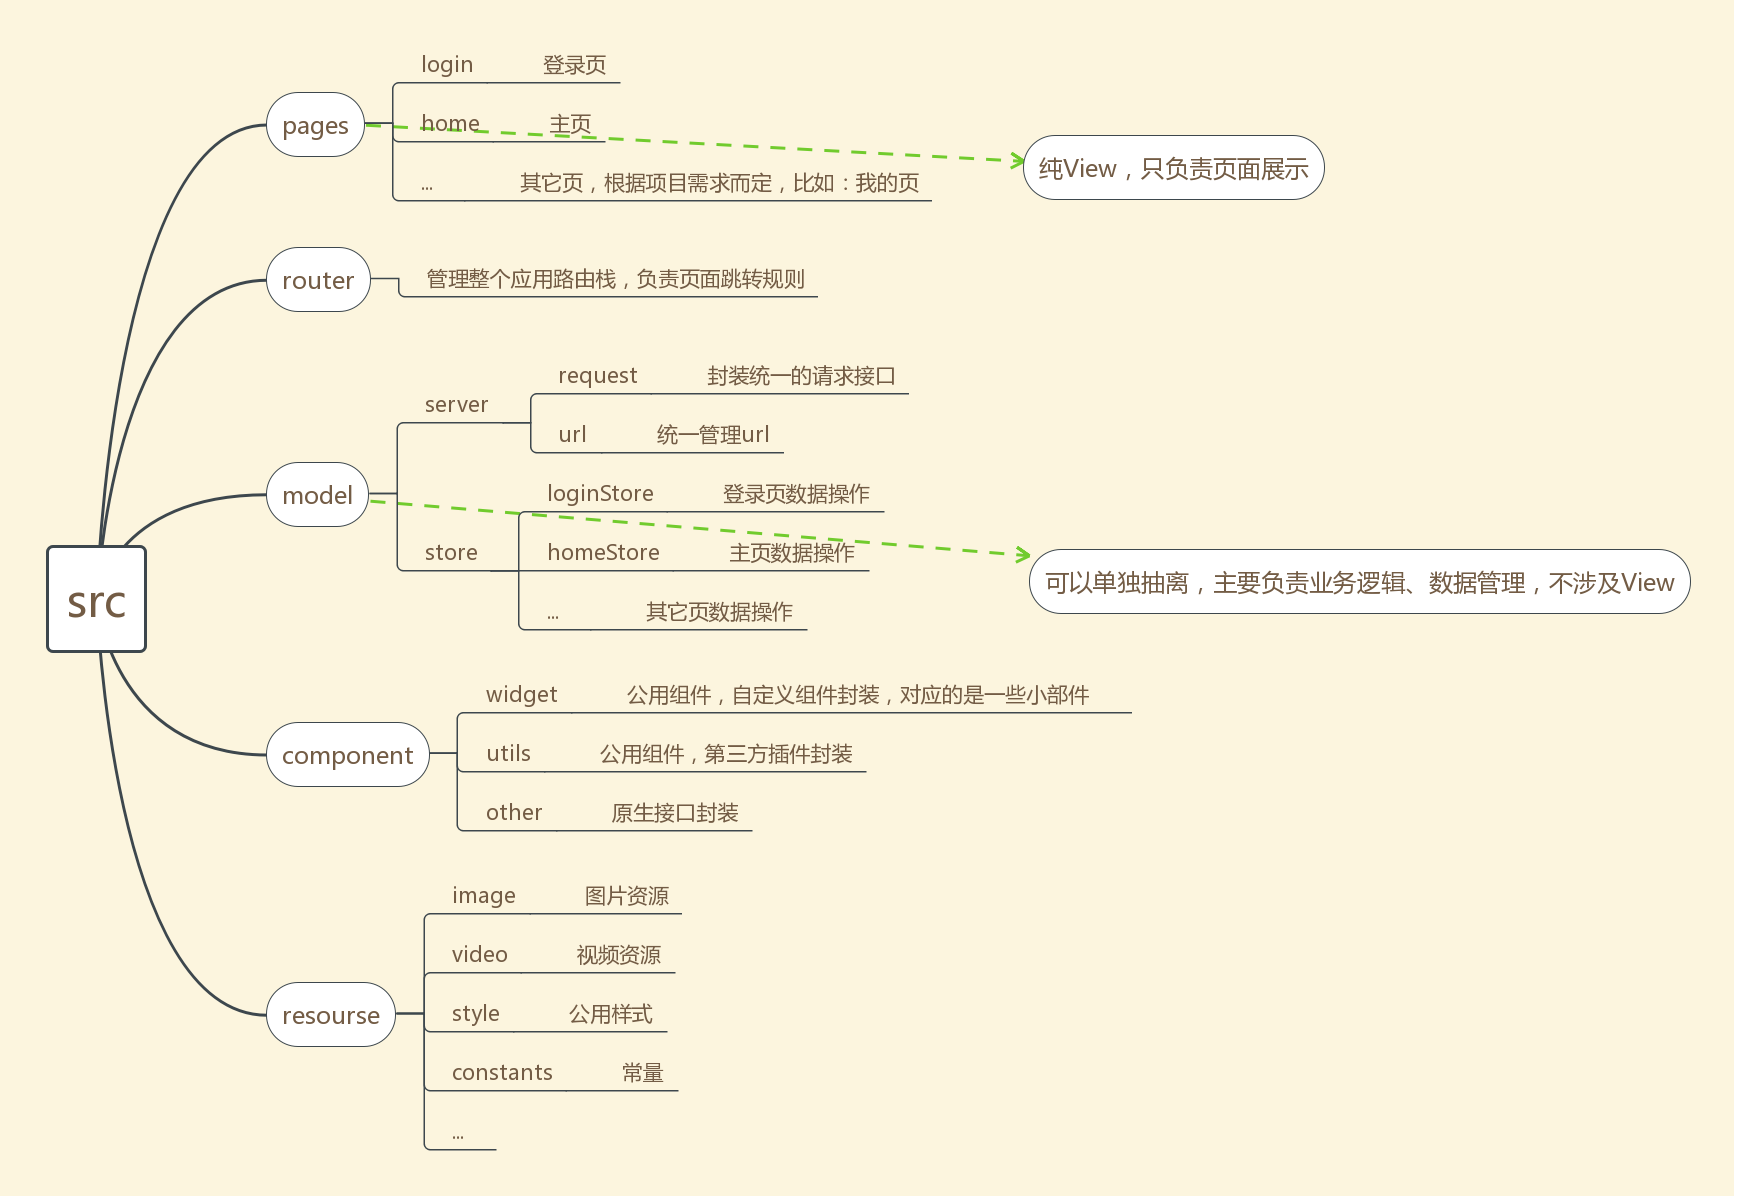 src
pages
login 登录页
home 主页
... 其它页，根据项目需求而定，比如：我的页
纯View，只负责页面展示
router
管理整个应用路由栈，负责页面跳转规则
model
server
request 封装统一的请求接口
url 统一管理url
store
loginStore 登录页数据操作
homeStore 主页数据操作
... 其它页数据操作
可以单独抽离，主要负责业务逻辑、数据管理，不涉及View
component
widget 公用组件，自定义组件封装，对应的是一些小部件
utils 公用组件，第三方插件封装
other 原生接口封装
resourse
image 图片资源
video 视频资源
style 公用样式
constants 常量
...